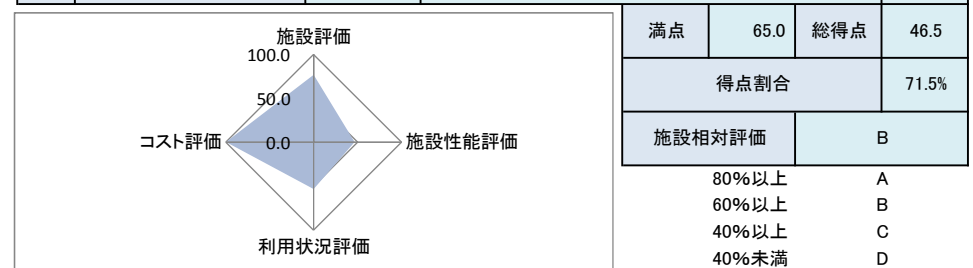 施設評価
100.0
50.0
コスト評価
0.0
施設性能評価
利用状況評価
満点 65.0 総得点 46.5
得点割合 71.5%
施設相対評価 B
80%以上 A
60%以上 B
40%以上 C
40%未満 D